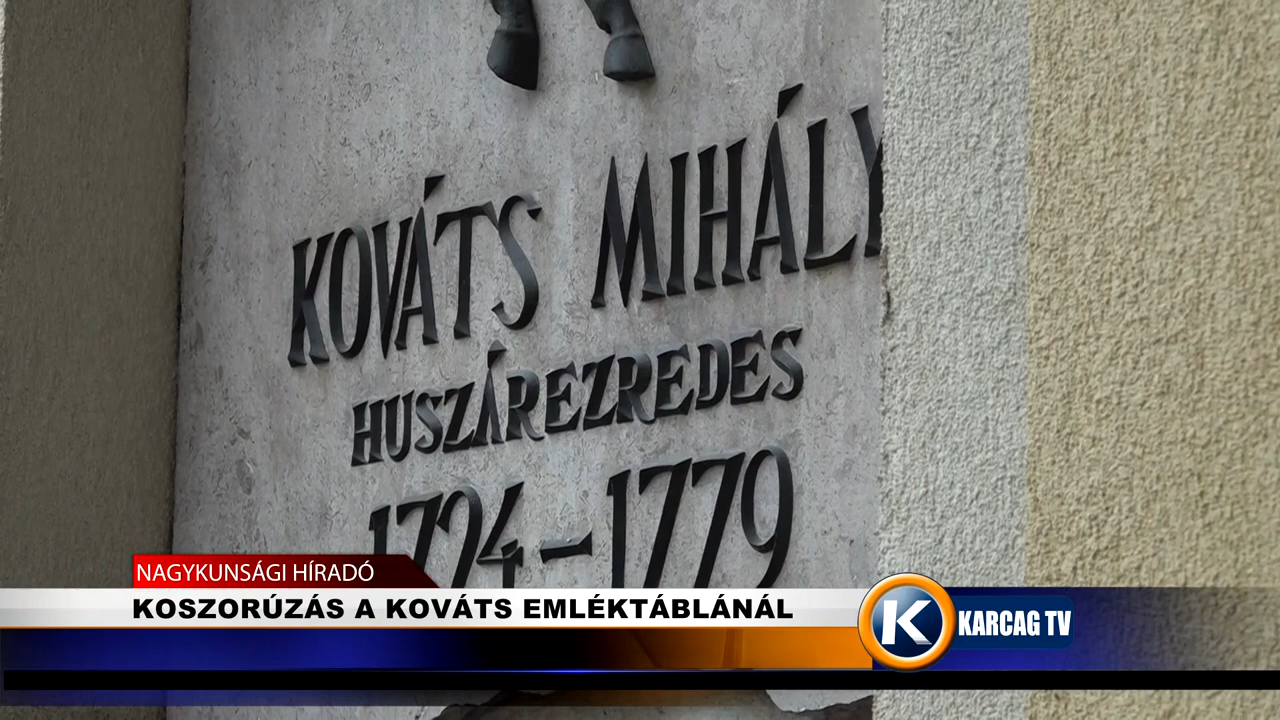 KOVÁTS MIHÁLY
HUSZÁREZREDES
1724-1779
NAGYKUNSÁGI HÍRADÓ
KOSZORÚZÁS A KOVÁTS EMLÉKTÁBLÁNÁL
K KARCAG TV